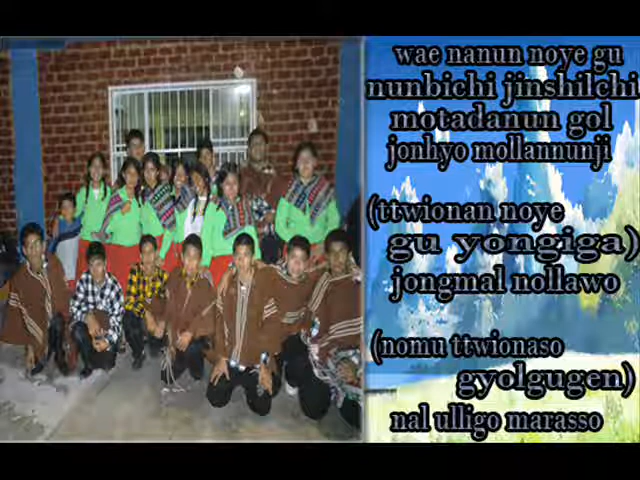 wae nanun noye gu
nunbichi jinshilchi
motadanun gol
jonhyo mollannunji
(ttwionan noye
gu yongiga)
jongmal nollawo
(nomu ttwionaso
gyolgugen)
nal ulligo marasso